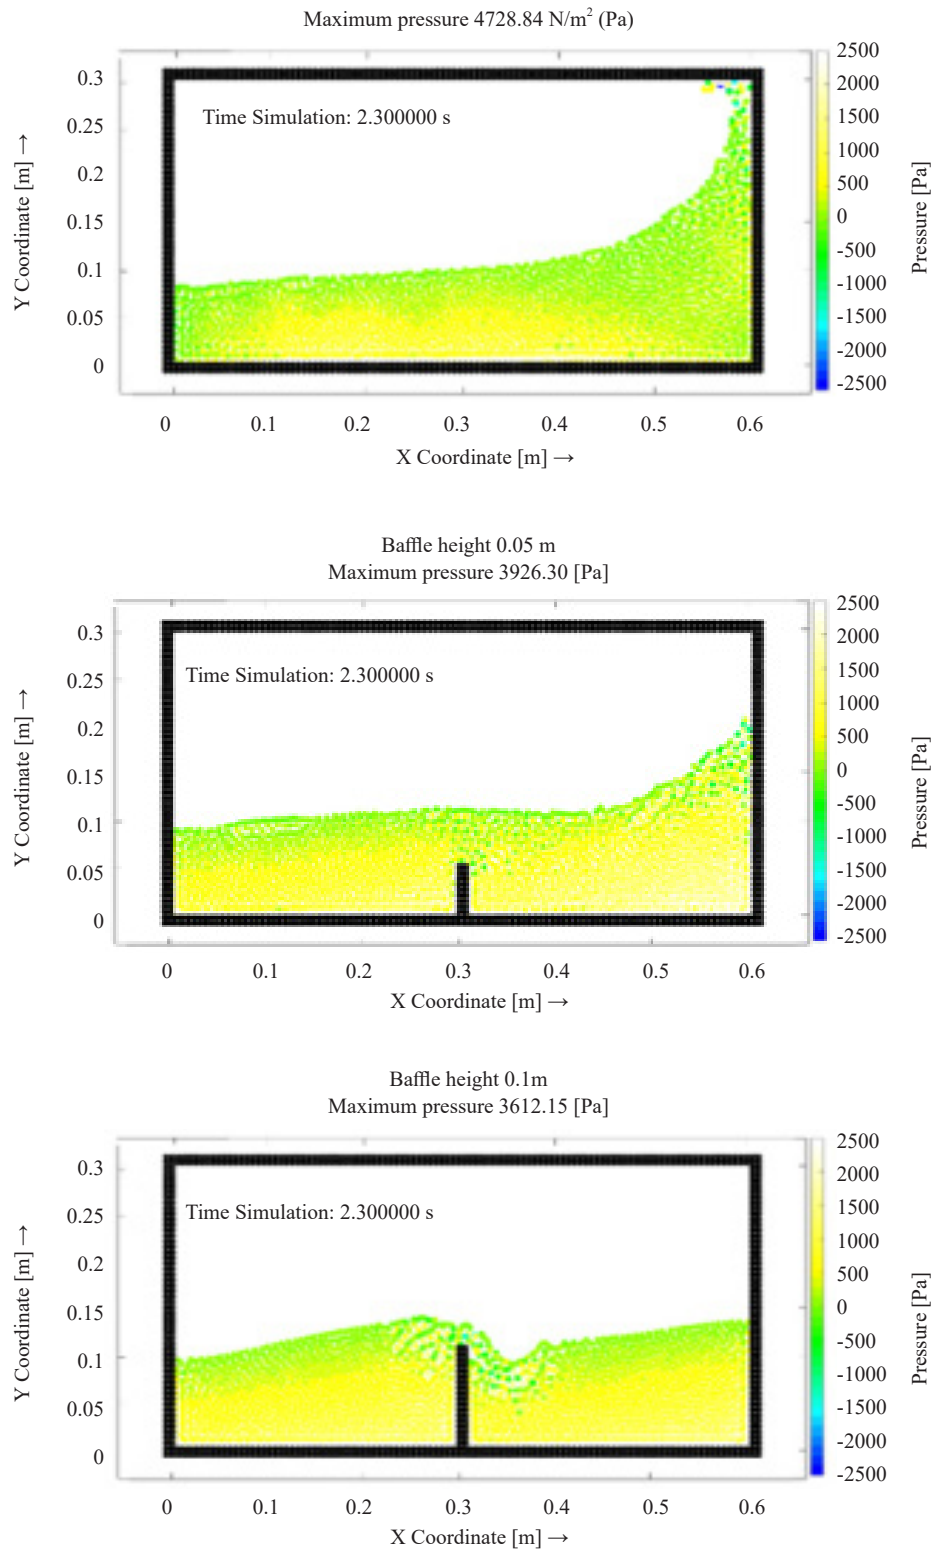 Maximum pressure 4728.84 N/m² (Pa)
2500
2000
1500
1000
500
0
-500
-1000
-1500
-2000
-2500
Pressure [Pa]
0.3
0.25
0.2
0.15
0.1
0.05
0
Y Coordinate [m] →
Time Simulation: 2.300000 s
0 0.1 0.2 0.3 0.4 0.5 0.6
X Coordinate [m] →
Baffle height 0.05 m
Maximum pressure 3926.30 [Pa]
2500
2000
1500
1000
500
0
-500
-1000
-1500
-2000
-2500
Pressure [Pa]
0.3
0.25
0.2
0.15
0.1
0.05
0
Y Coordinate [m] →
Time Simulation: 2.300000 s
0 0.1 0.2 0.3 0.4 0.5 0.6
X Coordinate [m] →
Baffle height 0.1m
Maximum pressure 3612.15 [Pa]
2500
2000
1500
1000
500
0
-500
-1000
-1500
-2000
-2500
Pressure [Pa]
0.3
0.25
0.2
0.15
0.1
0.05
0
Y Coordinate [m] →
Time Simulation: 2.300000 s
0 0.1 0.2 0.3 0.4 0.5 0.6
X Coordinate [m] →